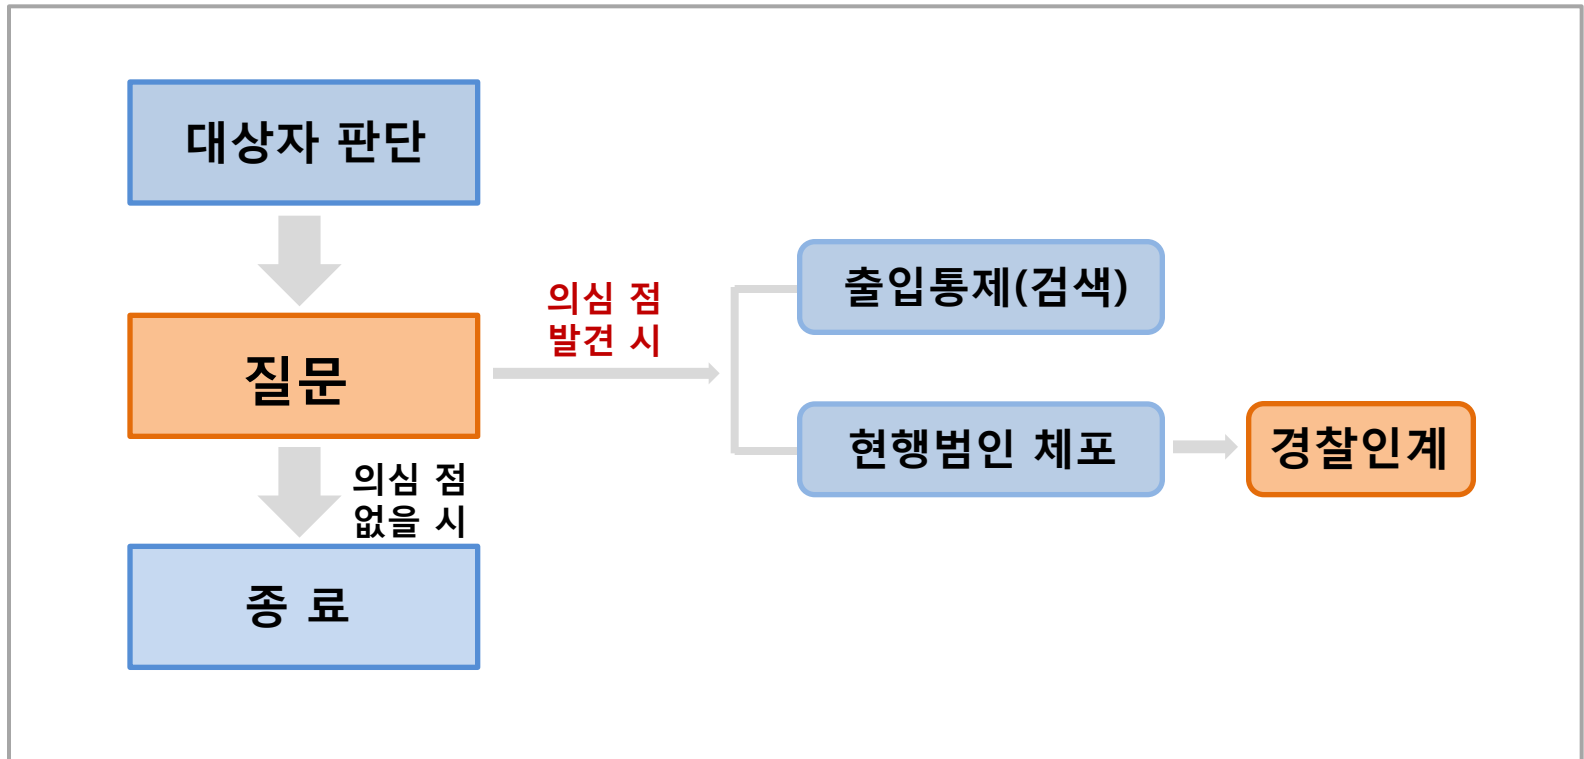 대상자 판단
질문
의심 점
발견 시
출입통제(검색)
현행범인 체포
경찰인계
의심 점
없을 시
종 료